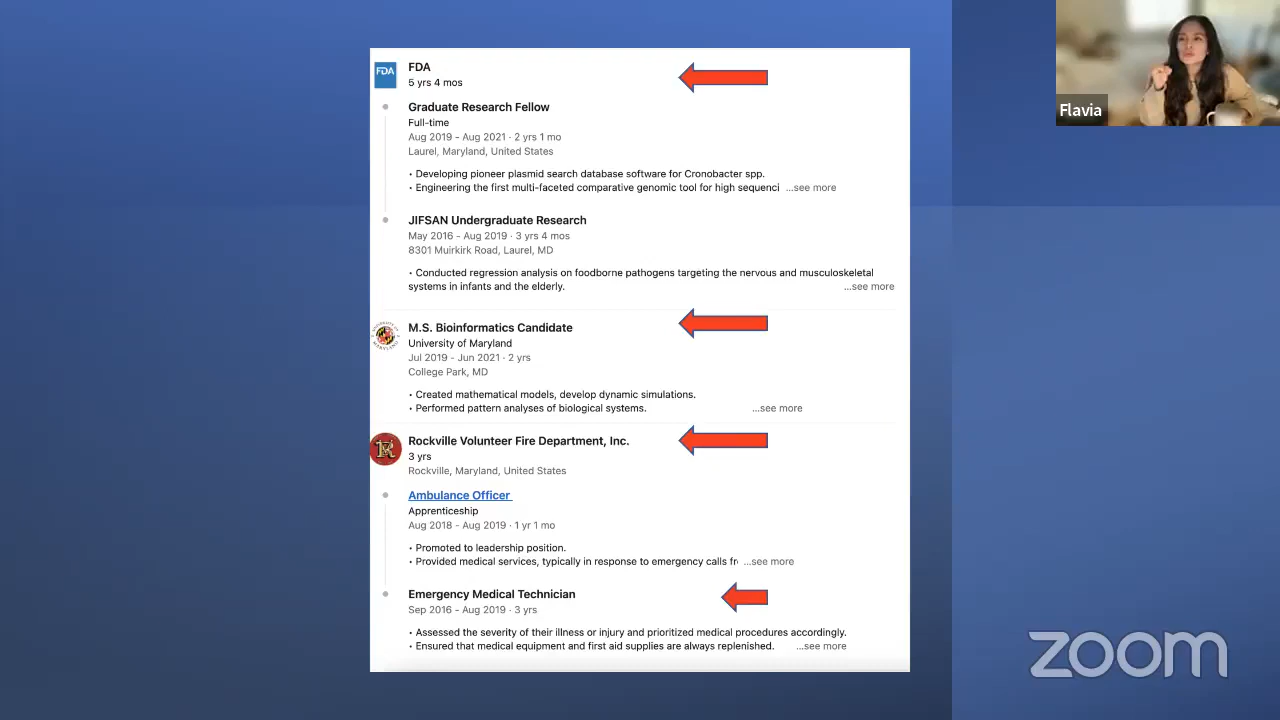 FDA
FDA
5 yrs 4 mos
Graduate Research Fellow
Full-time
Aug 2019 - Aug 2021 · 2 yrs 1 mo
Laurel, Maryland, United States
• Developing pioneer plasmid search database software for Cronobacter spp.
• Engineering the first multi-faceted comparative genomic tool for high sequenci ...see more
JIFSAN Undergraduate Research
May 2016 - Aug 2019 · 3 yrs 4 mos
8301 Muirkirk Road, Laurel, MD
• Conducted regression analysis on foodborne pathogens targeting the nervous and musculoskeletal
systems in infants and the elderly. ...see more
M.S. Bioinformatics Candidate
University of Maryland
Jul 2019 - Jun 2021 · 2 yrs
College Park, MD
• Created mathematical models, develop dynamic simulations.
• Performed pattern analyses of biological systems. ...see more
Rockville Volunteer Fire Department, Inc.
3 yrs
Rockville, Maryland, United States
Ambulance Officer
Apprenticeship
Aug 2018 - Aug 2019 · 1 yr 1 mo
• Promoted to leadership position.
• Provided medical services, typically in response to emergency calls fr ...see more
Emergency Medical Technician
Sep 2016 - Aug 2019 · 3 yrs
• Assessed the severity of their illness or injury and prioritized medical procedures accordingly.
• Ensured that medical equipment and first aid supplies are always replenished. ...see more
Flavia
zoom